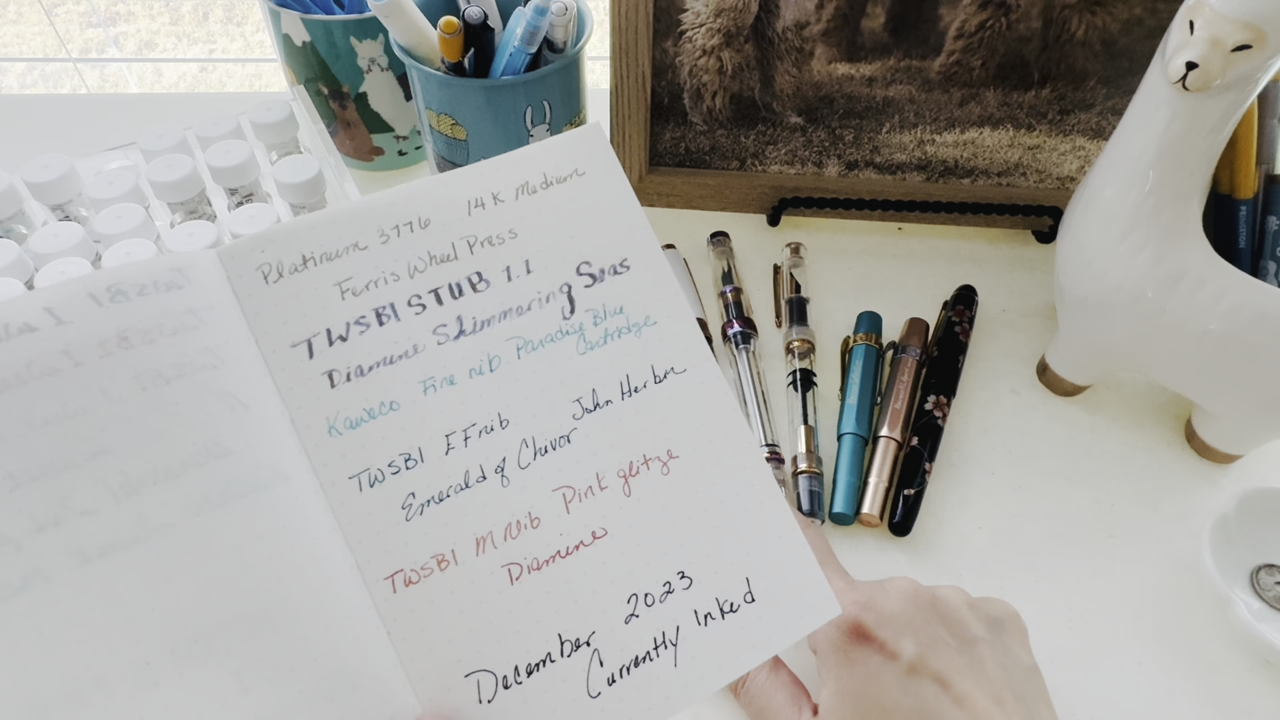 Platinum 3776 14K Medium
Ferris Wheel Press
TWSBI STUB 1.1
Diamine Shimmering Seas
Kaweco Fine nib Paradise Blue
Cartridge
TWSBI EF nib John Herbin
Emerald of Chivor
TWSBI M Nib Pink glitze
Diamine
December 2023
Currently Inked
PRINCETON